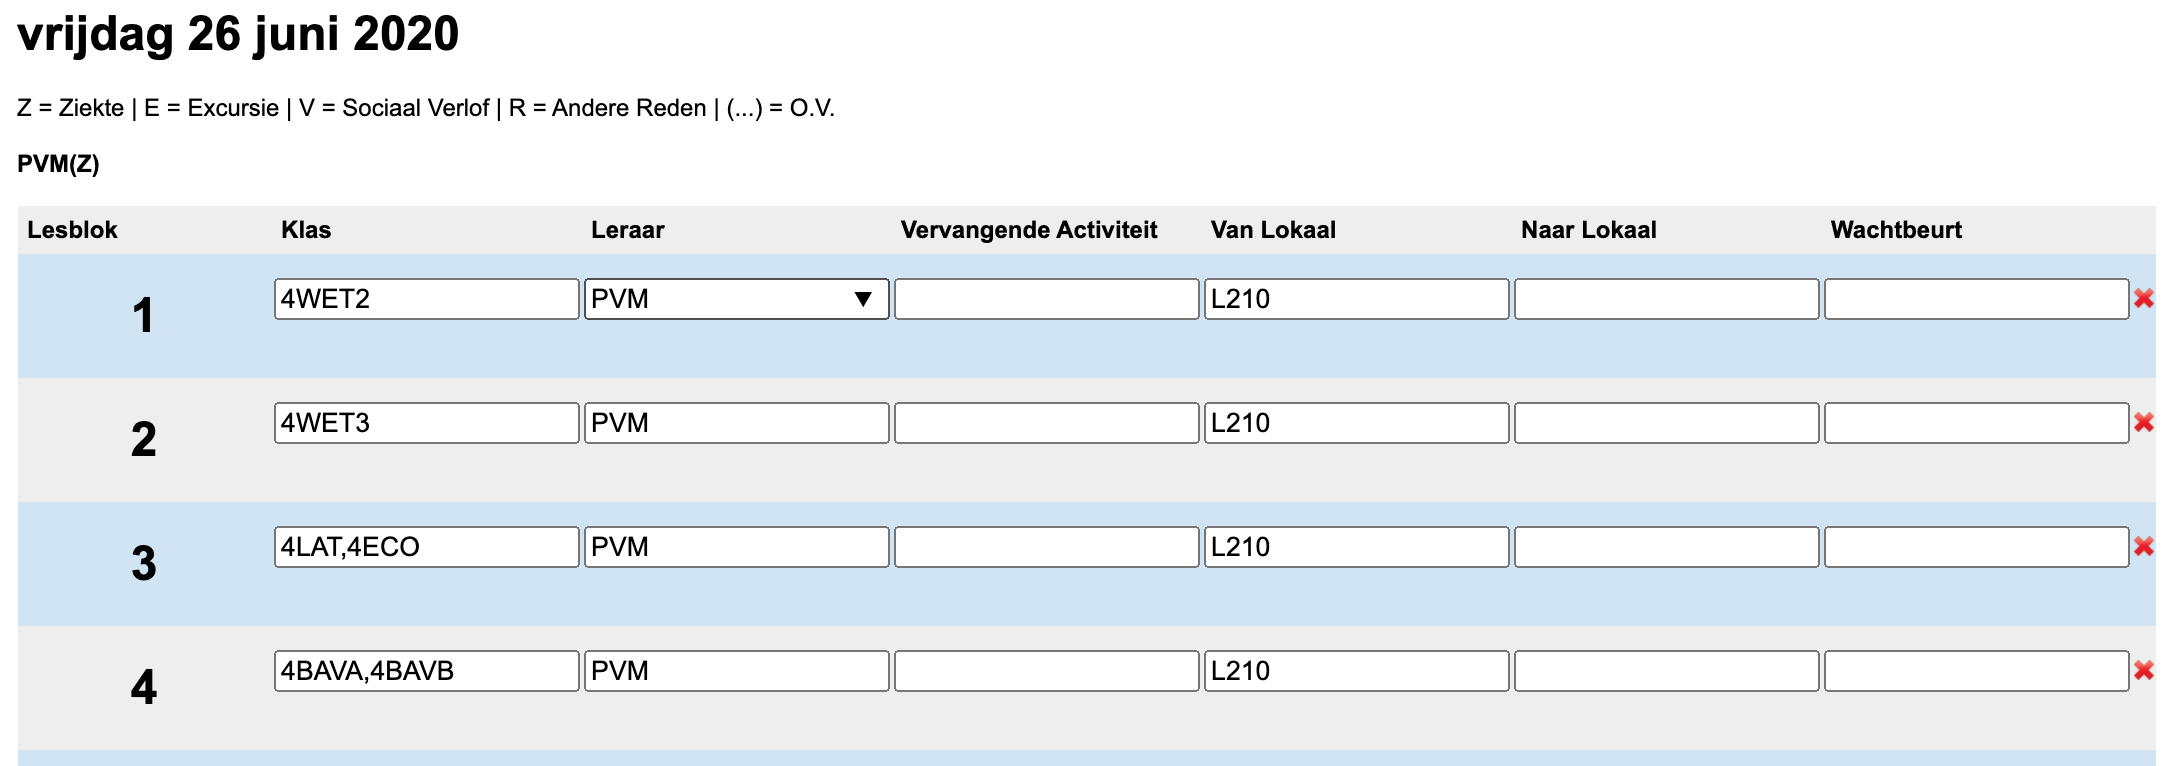 vrijdag 26 juni 2020
Z = Ziekte | E = Excursie | V = Sociaal Verlof | R = Andere Reden | (...) = O.V.
PVM(Z)
Lesblok Klas Leraar Vervangende Activiteit Van Lokaal Naar Lokaal Wachtbeurt
1 4WET2 PVM L210
2 4WET3 PVM L210
3 4LAT,4ECO PVM L210
4 4BAVA,4BAVB PVM L210